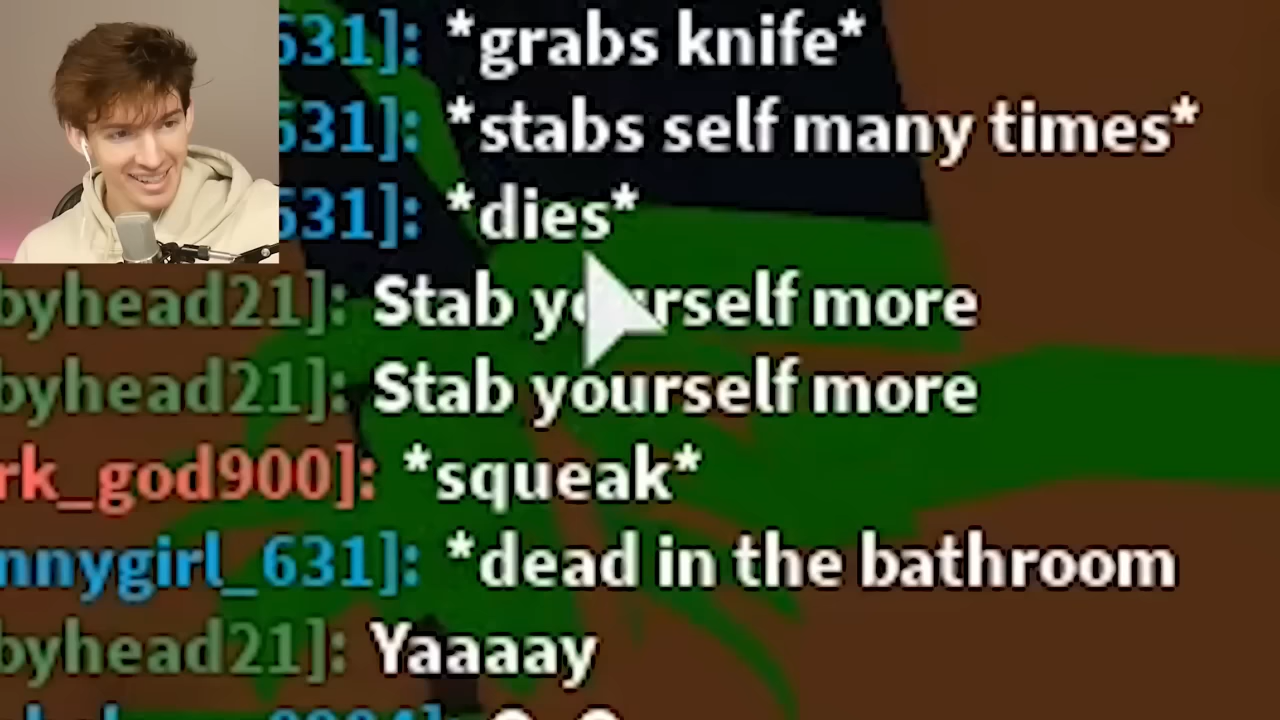 631]: *grabs knife*
631]: *stabs self many times*
631]: *dies*
byhead21]: Stab yourself more
byhead21]: Stab yourself more
rk_god900]: *squeak*
nnygirl_631]: *dead in the bathroom
byhead21]: Yaaaay